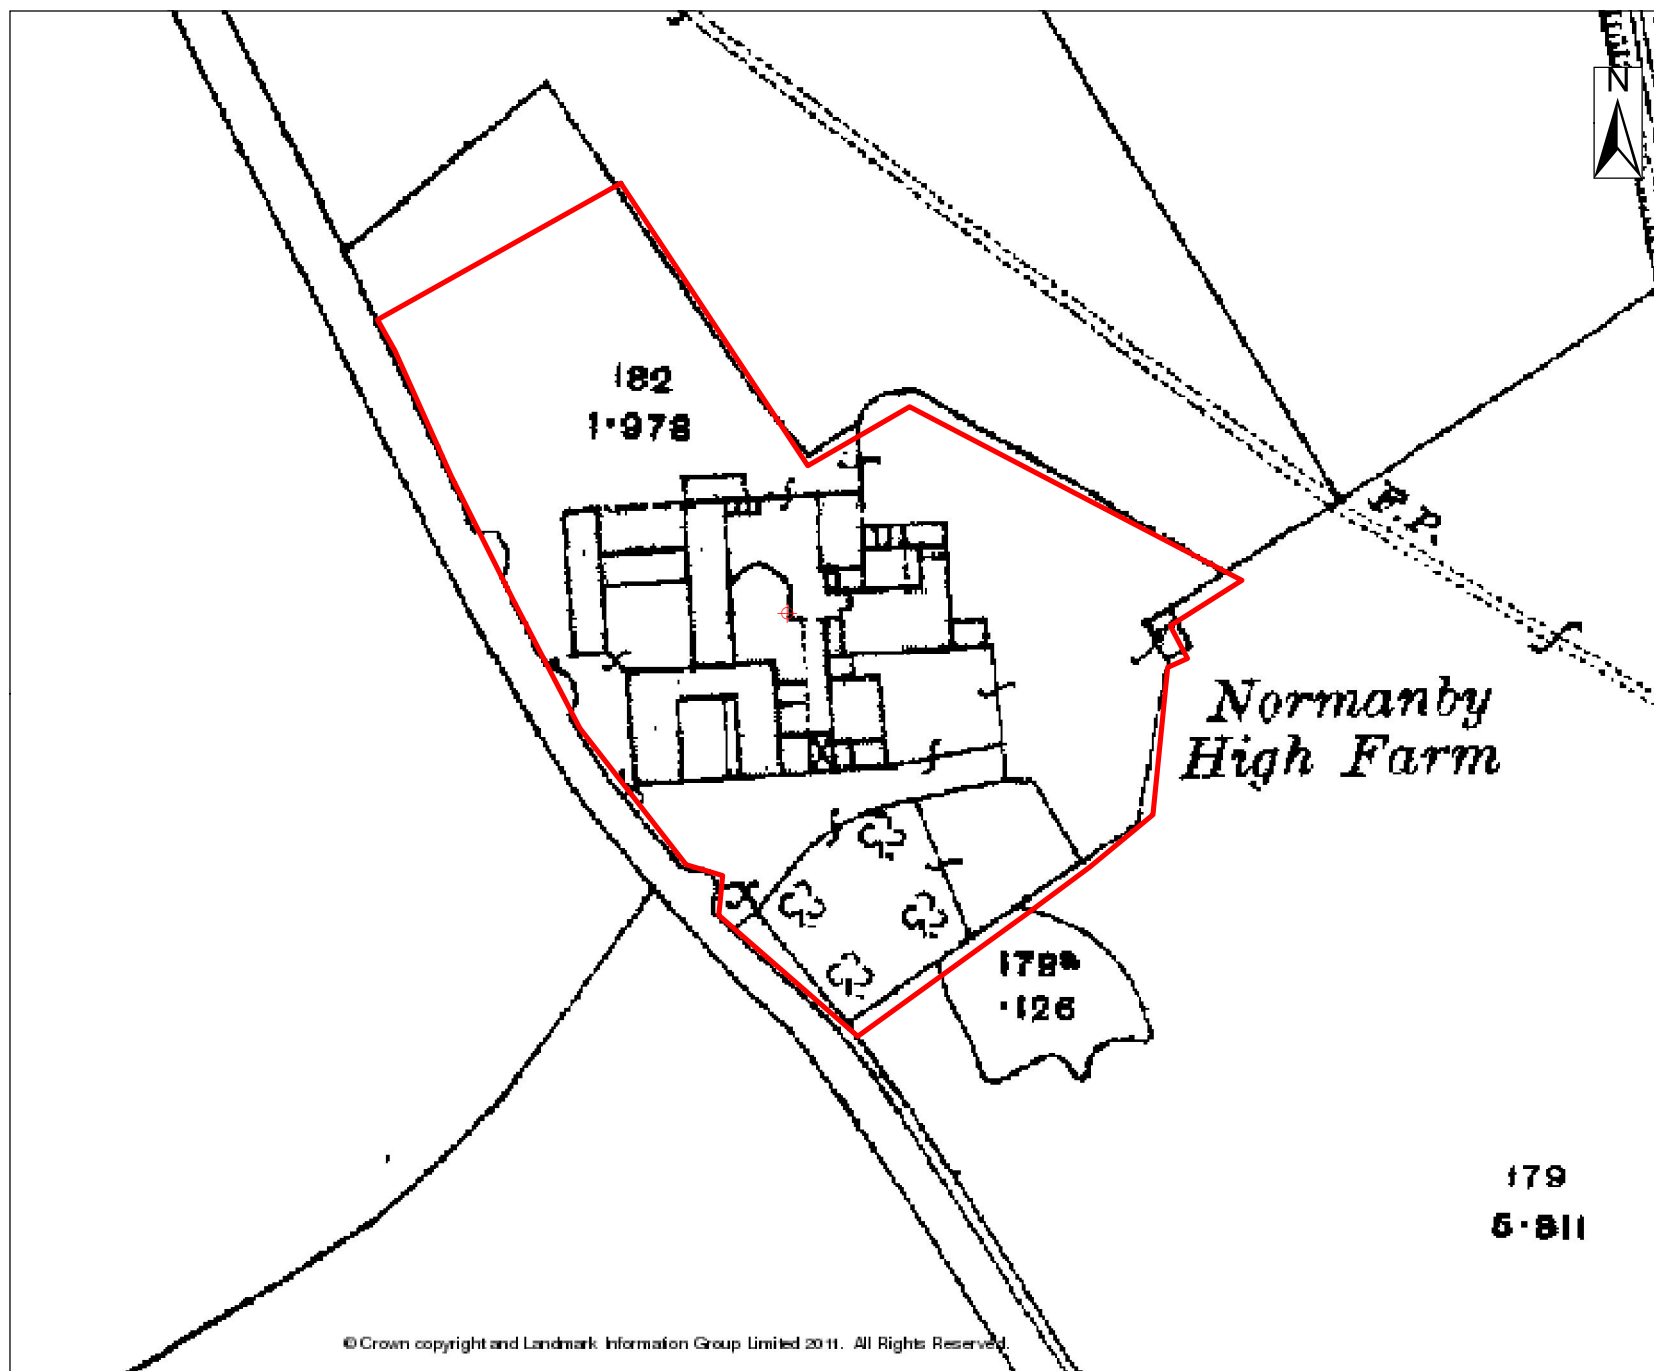 N
182
1·978
F.P.
Normanby
High Farm
178a
·126
179
5·811
© Crown copyright and Landmark Information Group Limited 2011. All Rights Reserved.